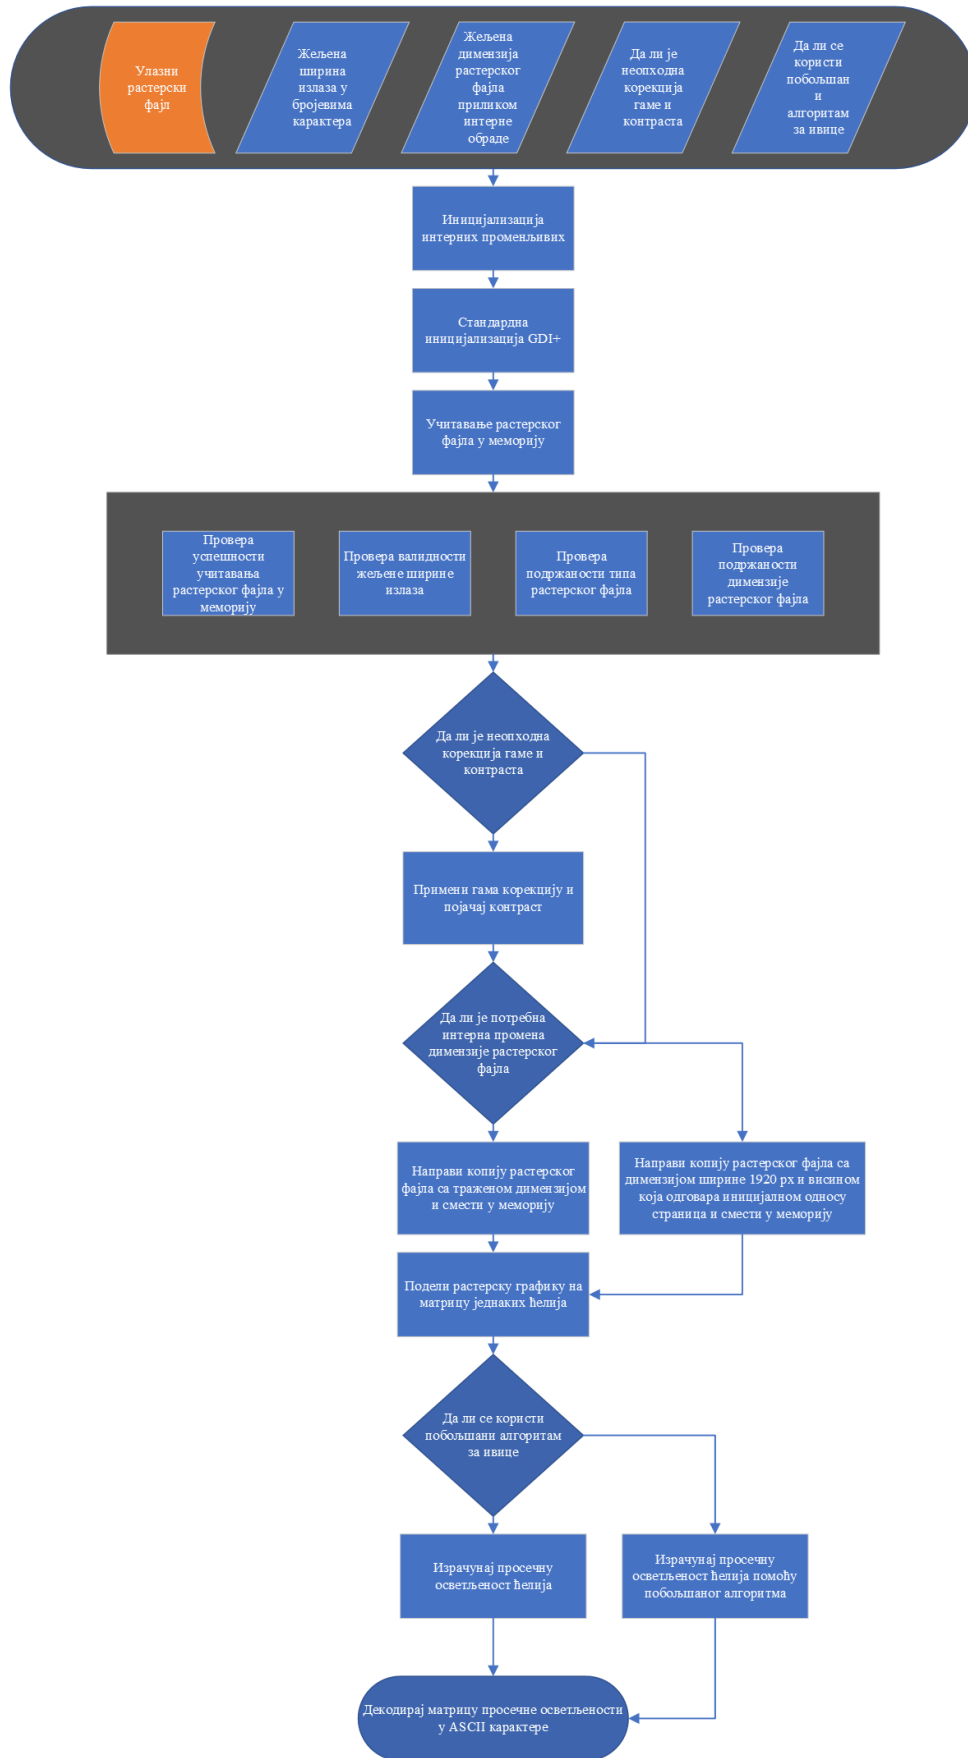 Улазни
растерски
фајл
Жељена
ширина
излаза у
бројевима
карактера
Жељена
димензија
растерског
фајла
приликом
интерне
обраде
Да ли је
неопходна
корекција
гаме и
контраста
Да ли се
користи
побољшан
и
алгоритам
за ивице
Иницијализација
интерних променљивих
Стандардна
иницијализација GDI+
Учитавање растерског
фајла у меморију
Провера
успешности
учитавања
растерског фајла у
меморију
Провера валидности
жељене ширине
излаза
Провера
подржаности типа
растерског фајла
Провера
подржаности
димензије
растерског фајла
Да ли је неопходна
корекција гаме и
контраста
Примени гама корекцију и
појачај контраст
Да ли је потребна
интерна промена
димензије растерског
фајла
Направи копију растерског
фајла са траженом димензијом
и смести у меморију
Направи копију растерског фајла са
димензијом ширине 1920 px и висином
која одговара иницијалном односу
страница и смести у меморију
Подели растерску графику на
матрицу једнаких ћелија
Да ли се користи
побољшани алгоритам
за ивице
Израчунај просечну
осветљеност ћелија
Израчунај просечну
осветљеност ћелија помоћу
побољшаног алгоритма
Декодирај матрицу просечне осветљености
у ASCII карактере